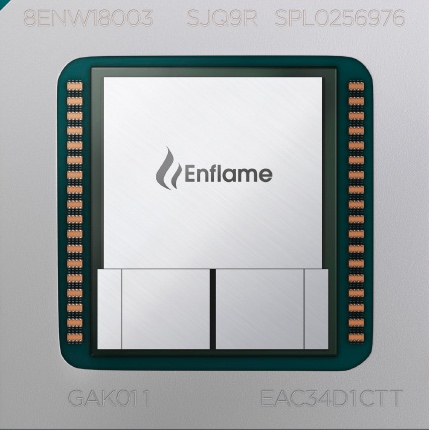 8ENW18003 SJQ9R SPL0256976
Enflame
GAK011 EAC34D1CTT